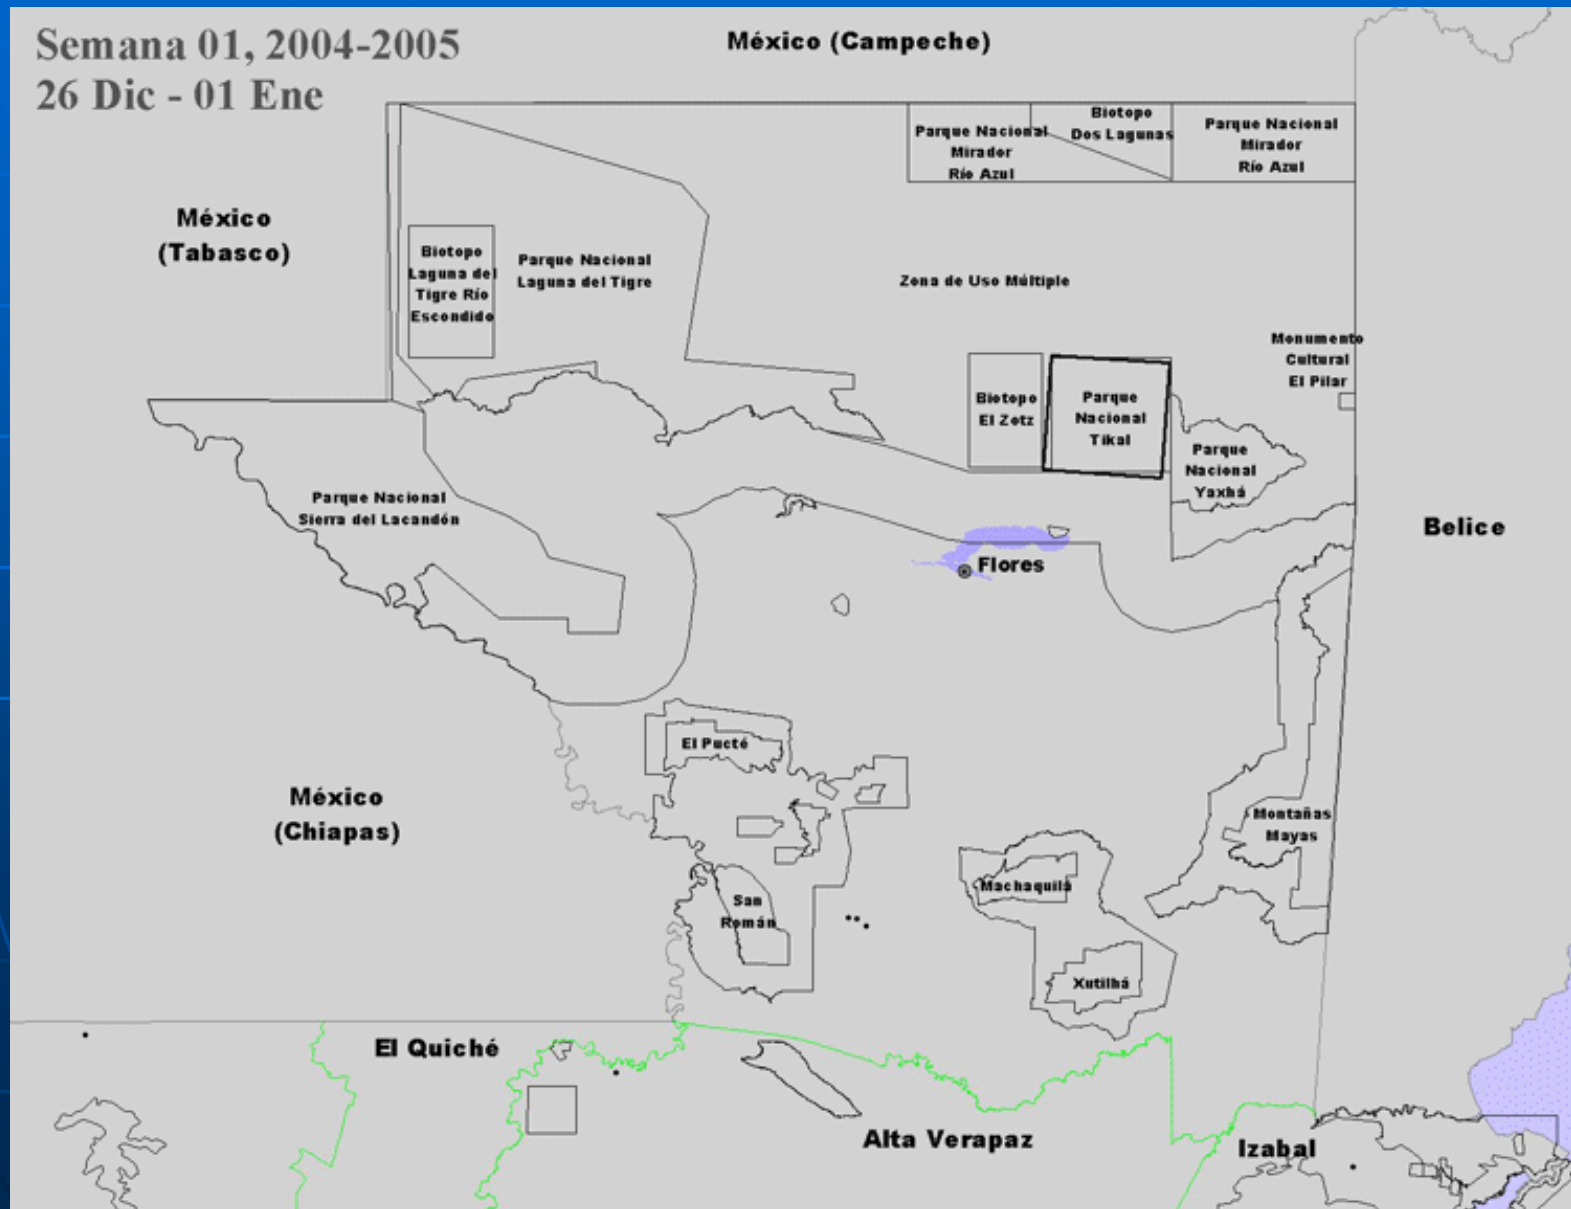 Semana 01, 2004-2005
26 Dic - 01 Ene
México (Campeche)
Parque Nacional
Mirador
Río Azul
Biotopo
Dos Lagunas
Parque Nacional
Mirador
Río Azul
México
(Tabasco)
Biotopo
Laguna del
Tigre Río
Escondido
Parque Nacional
Laguna del Tigre
Zona de Uso Múltiple
Monumento
Cultural
El Pilar
Biotopo
El Zotz
Parque
Nacional
Tikal
Parque
Nacional
Yaxhá
Parque Nacional
Sierra del Lacandón
Belice
Flores
El Pucté
México
(Chiapas)
Montañas
Mayas
Machaquilá
San
Román
Xutilhá
El Quiché
Alta Verapaz
Izabal